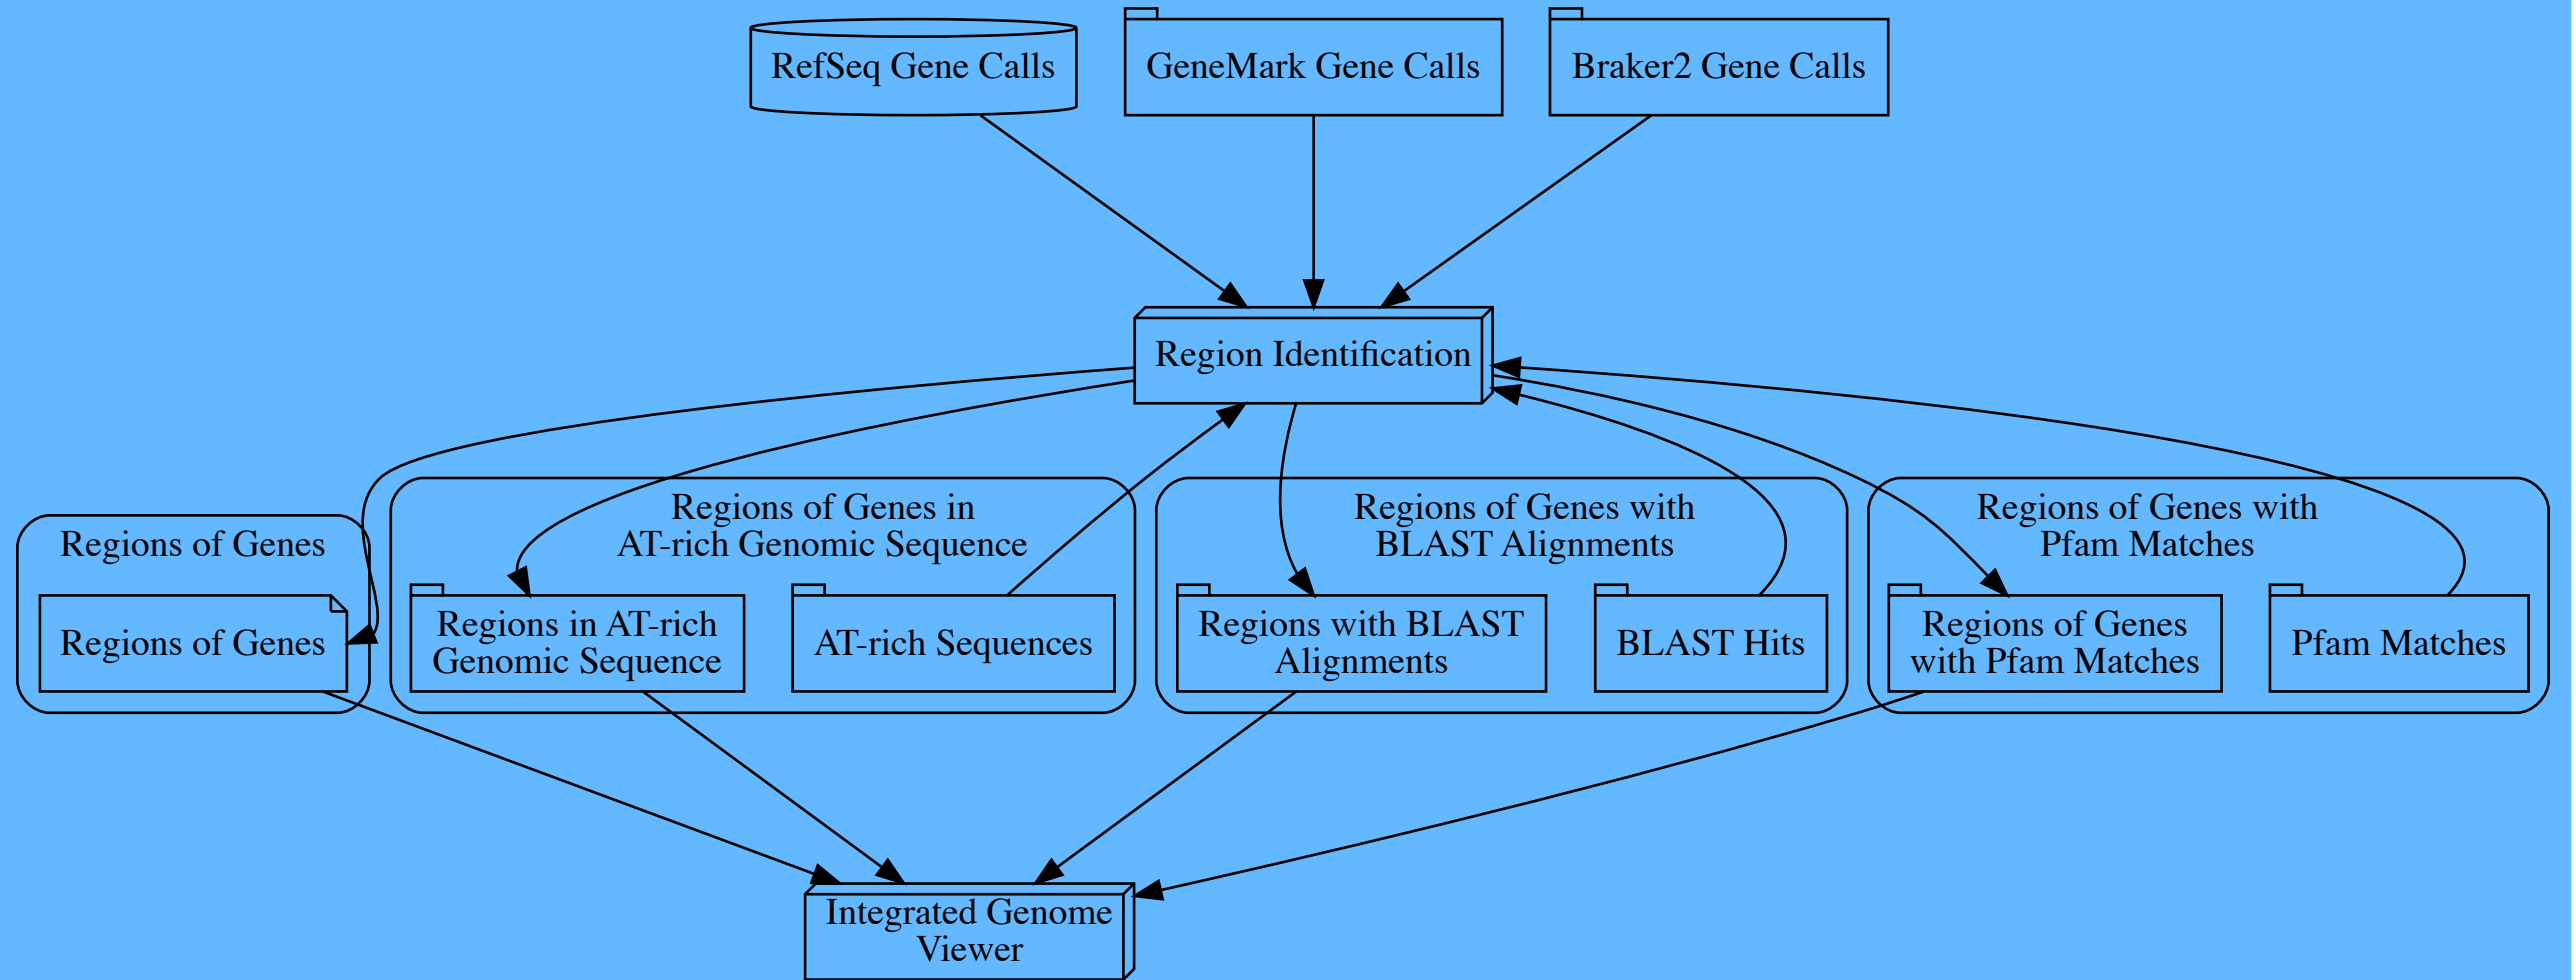 RefSeq Gene Calls
GeneMark Gene Calls
Braker2 Gene Calls
Region Identification
Regions of Genes
Regions of Genes
Regions of Genes in
AT-rich Genomic Sequence
Regions in AT-rich
Genomic Sequence
AT-rich Sequences
Regions of Genes with
BLAST Alignments
Regions with BLAST
Alignments
BLAST Hits
Regions of Genes with
Pfam Matches
Regions of Genes
with Pfam Matches
Pfam Matches
Integrated Genome
Viewer